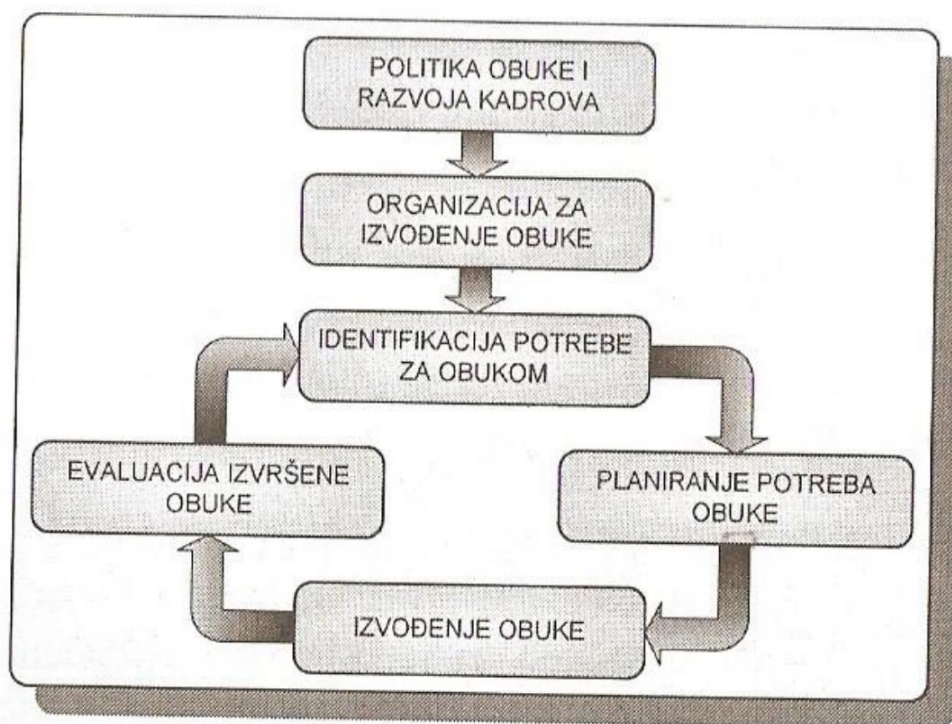 POLITIKA OBUKE I
RAZVOJA KADROVA
ORGANIZACIJA ZA
IZVOĐENJE OBUKE
IDENTIFIKACIJA POTREBE
ZA OBUKOM
PLANIRANJE POTREBA
OBUKE
IZVOĐENJE OBUKE
EVALUACIJA IZVRŠENE
OBUKE